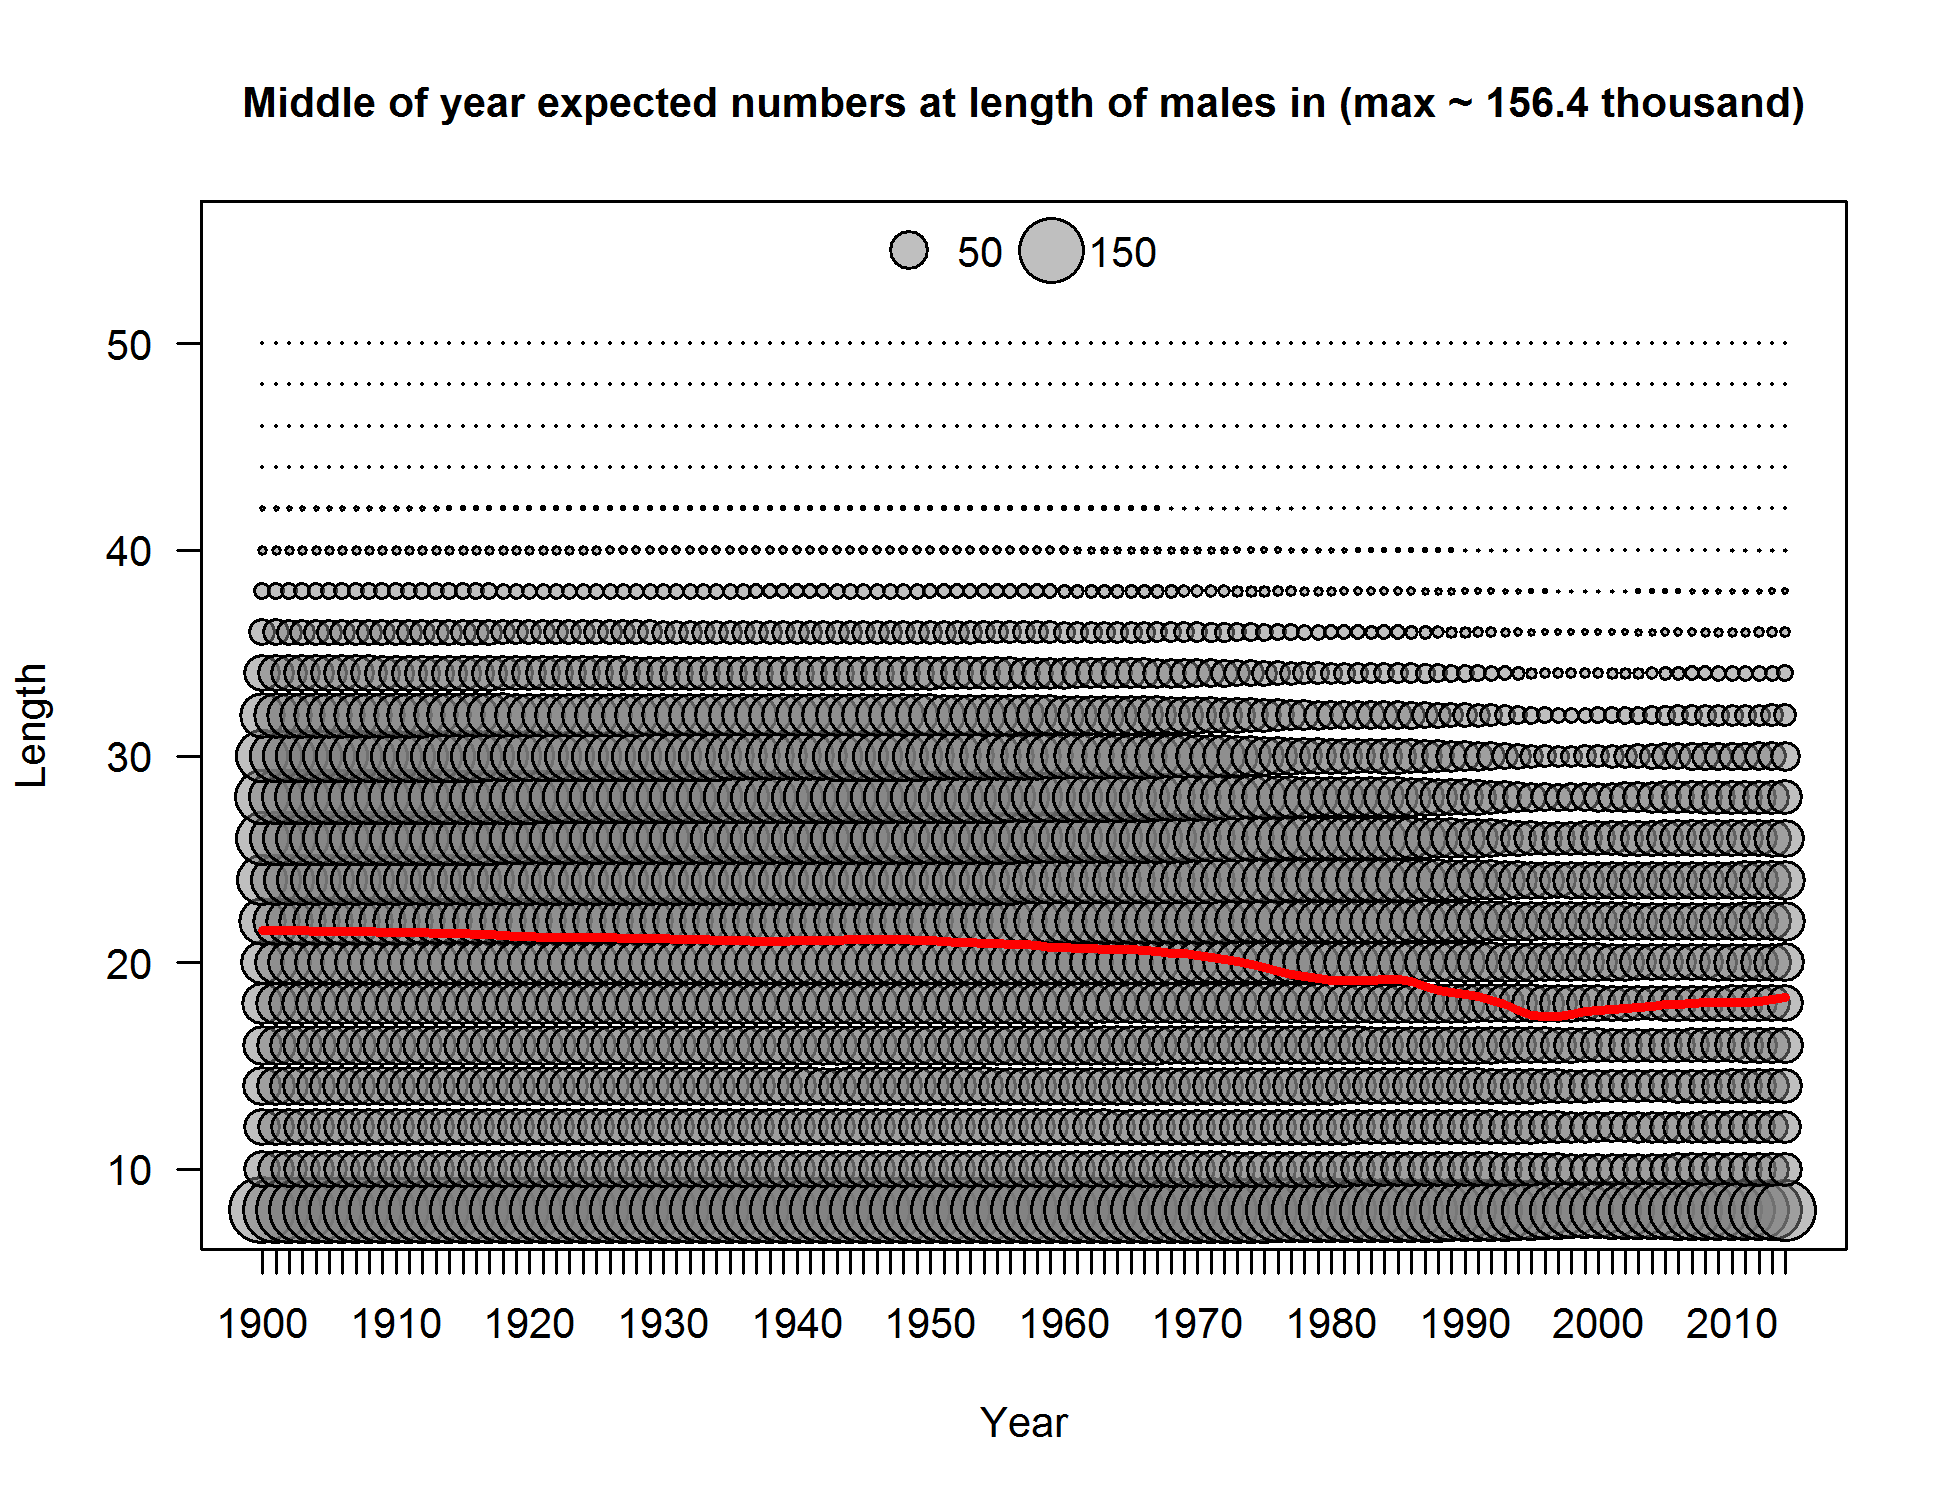 Middle of year expected numbers at length of males in (max ~ 156.4 thousand)
50 150
50
40
30
20
10
Length
1900 1910 1920 1930 1940 1950 1960 1970 1980 1990 2000 2010
Year